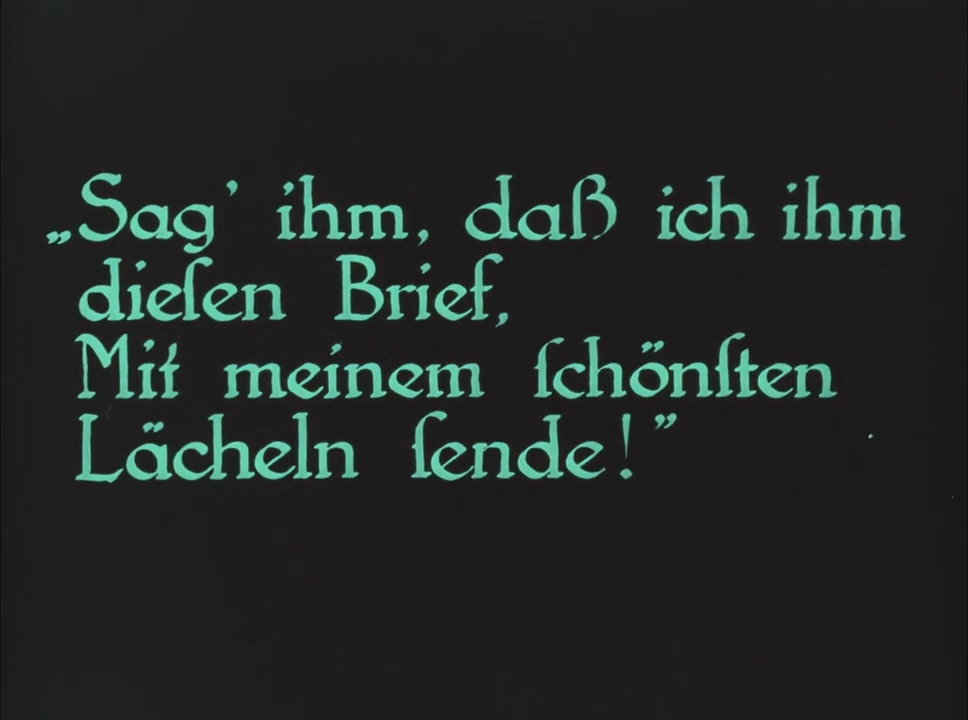 „Sag’ ihm, daß ich ihm
dieſen Brief,
Mit meinem ſchönſten
Lächeln ſende!”